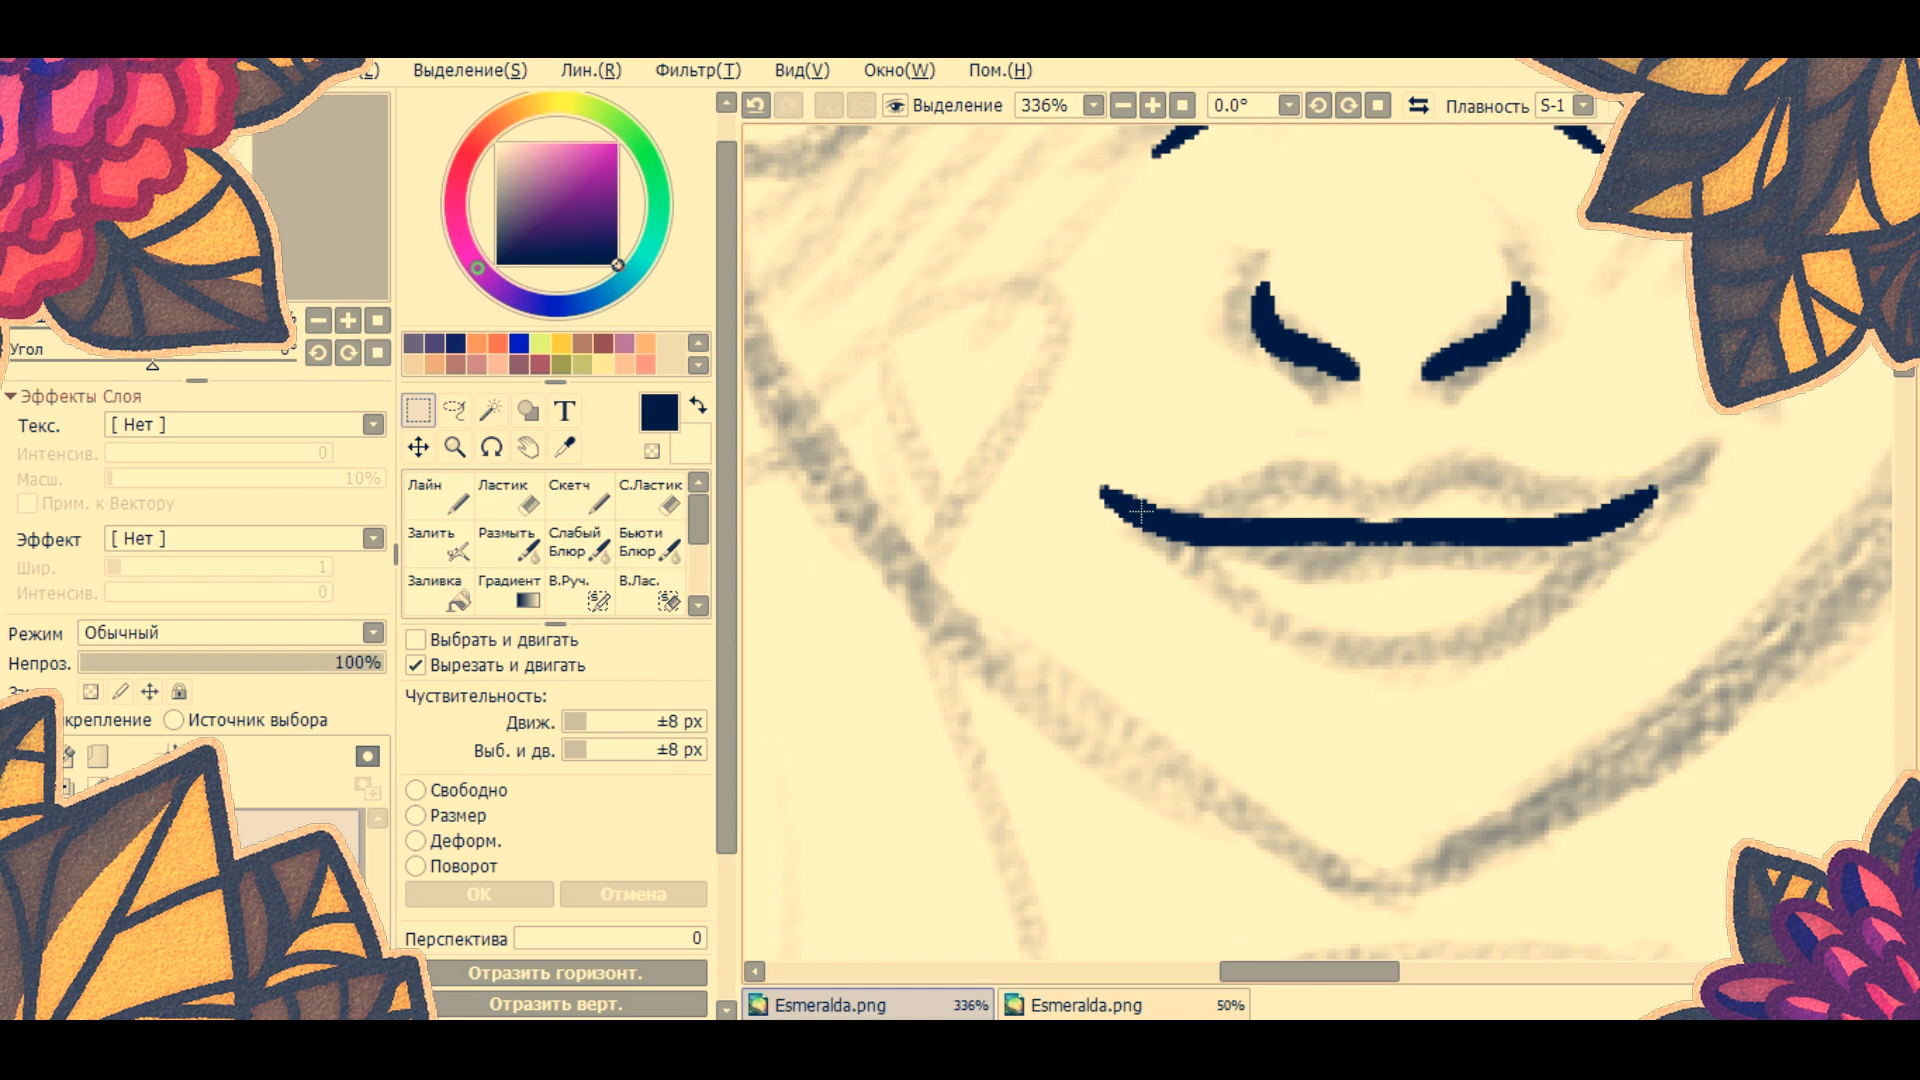 Выделение(S) Лин.(R) Фильтр(T) Вид(V) Окно(W) Пом.(H)
Выделение 336% 0.0° Плавность S-1
Угол
Эффекты Слоя
Текс. [ Нет ]
Интенсив. 0
Масш. 10%
Прим. к Вектору
Эффект [ Нет ]
Шир. 1
Интенсив. 0
Режим Обычный
Непроз. 100%
Источник выбора
T
Лайн Ластик Скетч С.Ластик
Залить Размыть Слабый Блюр Бьюти Блюр
Заливка Градиент В.Руч. В.Лас.
Выбрать и двигать
Вырезать и двигать
Чуствительность:
Движ. ±8 px
Выб. и дв. ±8 px
Свободно
Размер
Деформ.
Поворот
OK Отмена
Перспектива 0
Отразить горизонт.
Отразить верт.
Esmeralda.png 336% Esmeralda.png 50%